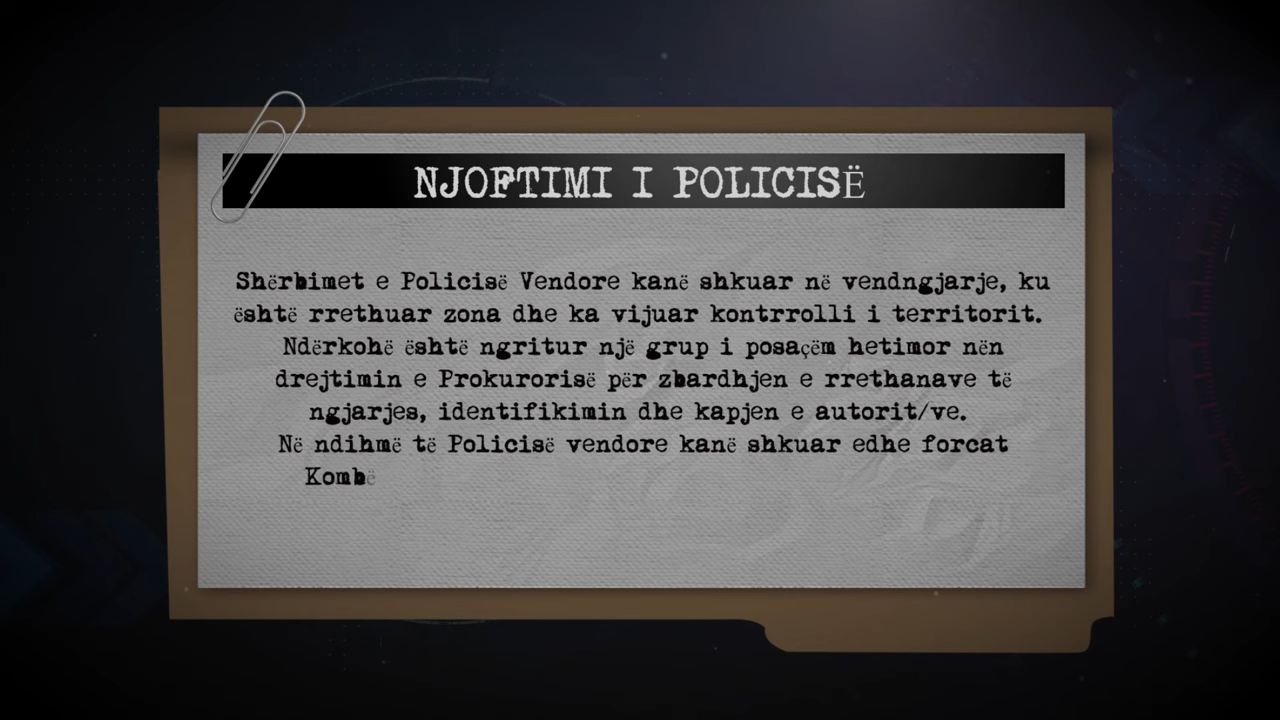 NJOFTIMI I POLICISË
Shërbimet e Policisë Vendore kanë shkuar në vendngjarje, ku
është rrethuar zona dhe ka vijuar kontrrolli i territorit.
Ndërkohë është ngritur një grup i posaçëm hetimor nën
drejtimin e Prokurorisë për zbardhjen e rrethanave të
ngjarjes, identifikimin dhe kapjen e autorit/ve.
Në ndihmë të Policisë vendore kanë shkuar edhe forcat
Kombë